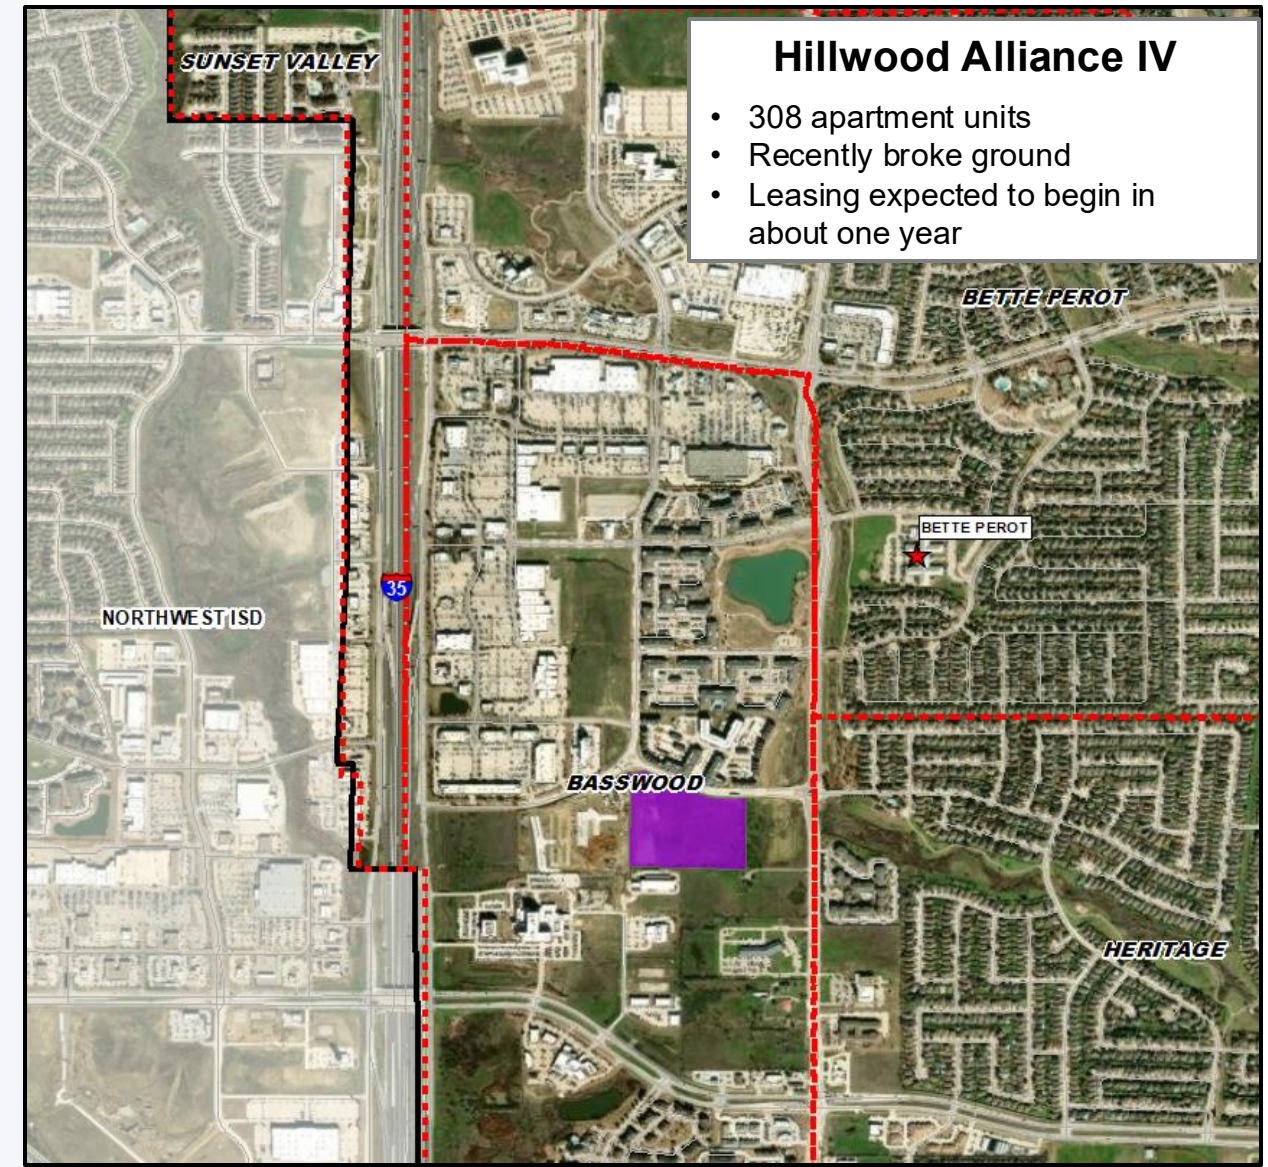 SUNSET VALLEY
Hillwood Alliance IV
• 308 apartment units
• Recently broke ground
• Leasing expected to begin in
about one year
BETTE PEROT
BETTE PEROT
35
NORTHWEST ISD
BASSWOOD
HERITAGE